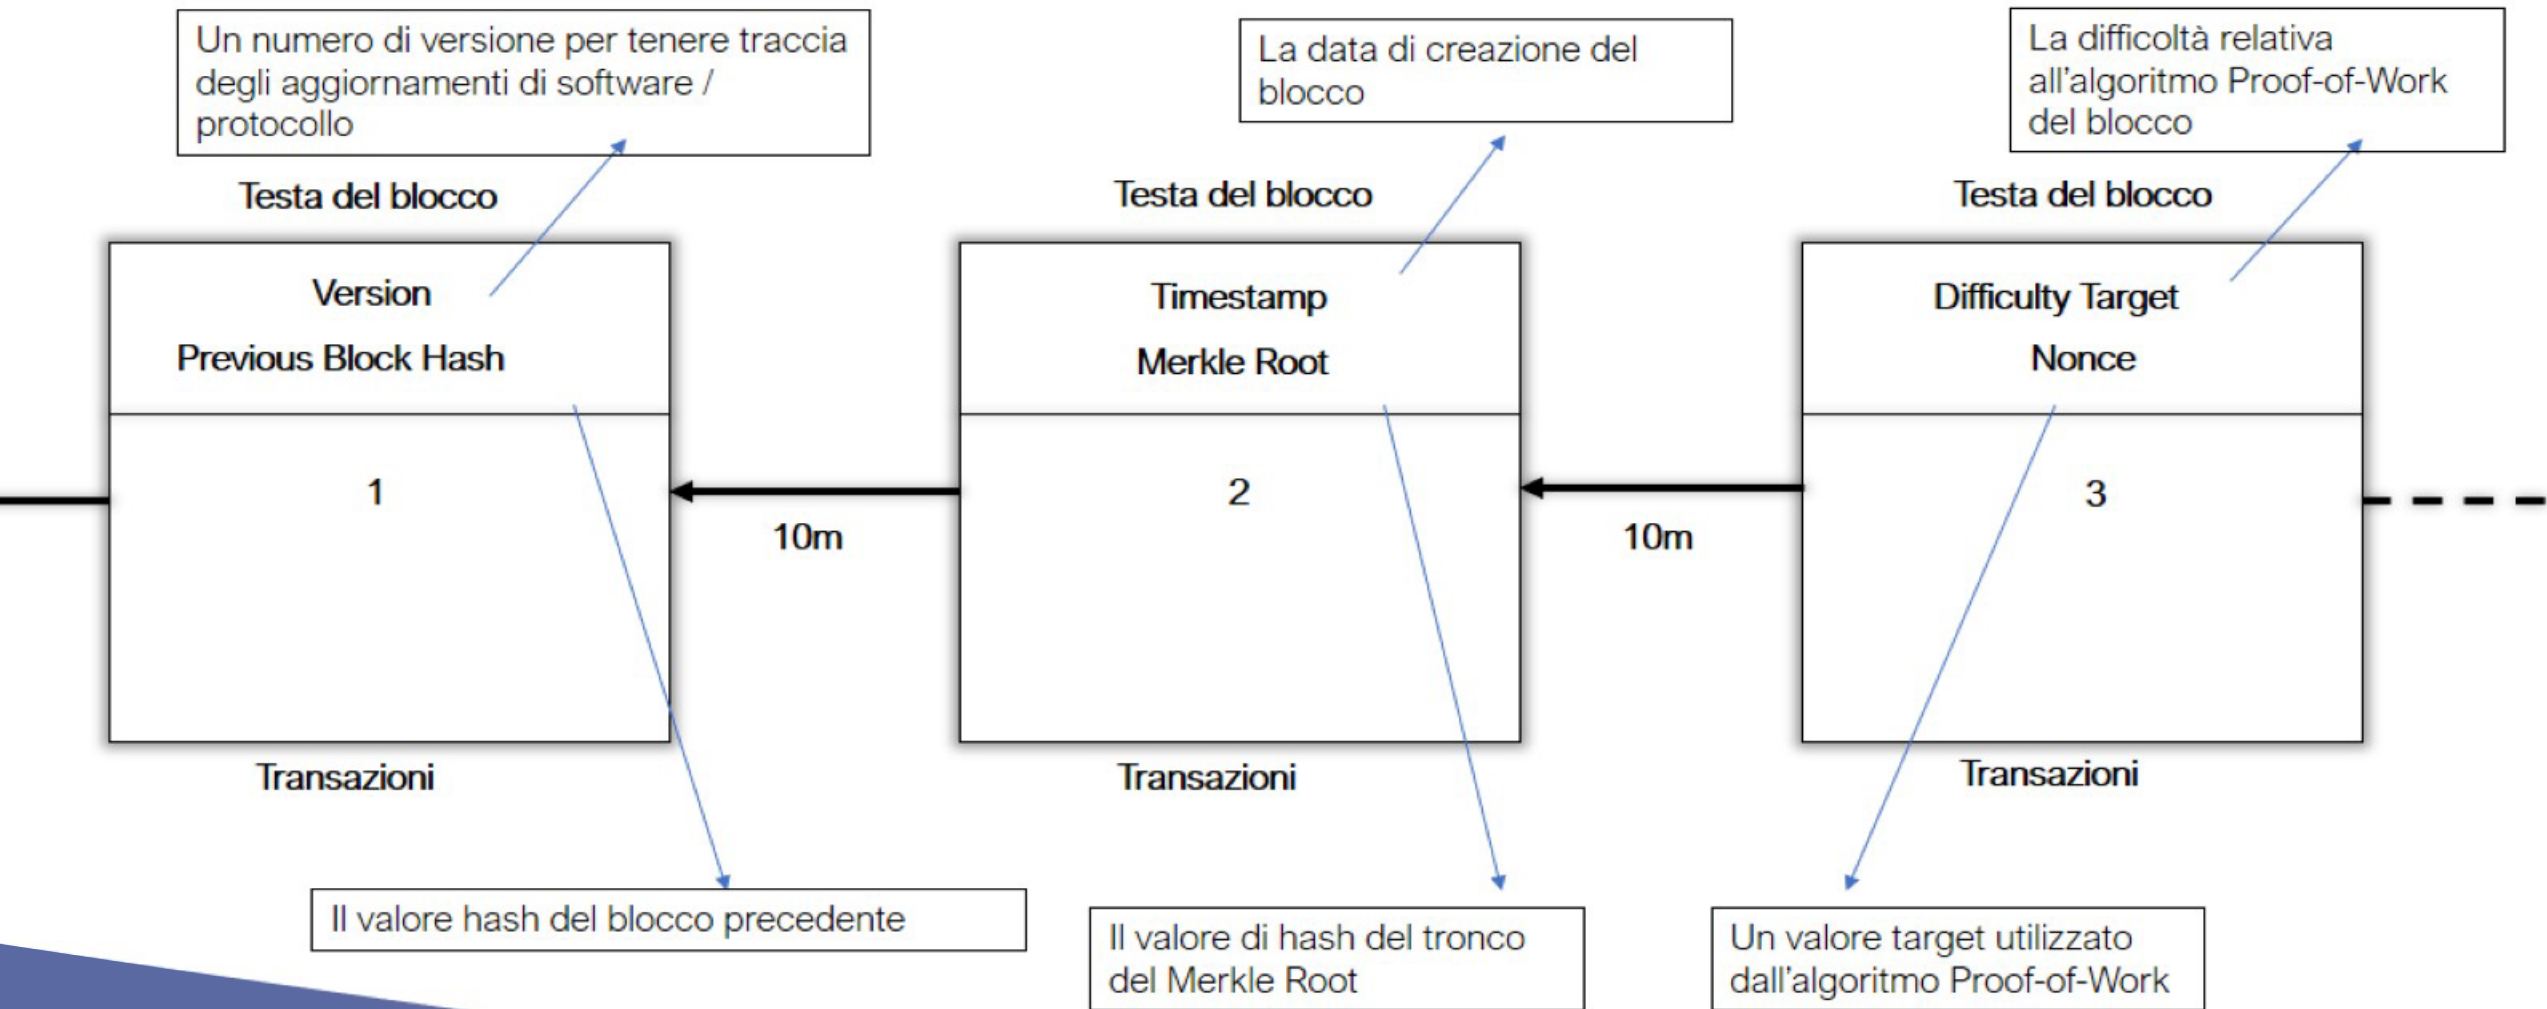 Un numero di versione per tenere traccia
degli aggiornamenti di software /
protocollo
La data di creazione del
blocco
La difficoltà relativa
all'algoritmo Proof-of-Work
del blocco
Testa del blocco
Testa del blocco
Testa del blocco
Version
Previous Block Hash
Timestamp
Merkle Root
Difficulty Target
Nonce
1
10m
2
10m
3
Transazioni
Transazioni
Transazioni
Il valore hash del blocco precedente
Il valore di hash del tronco
del Merkle Root
Un valore target utilizzato
dall'algoritmo Proof-of-Work